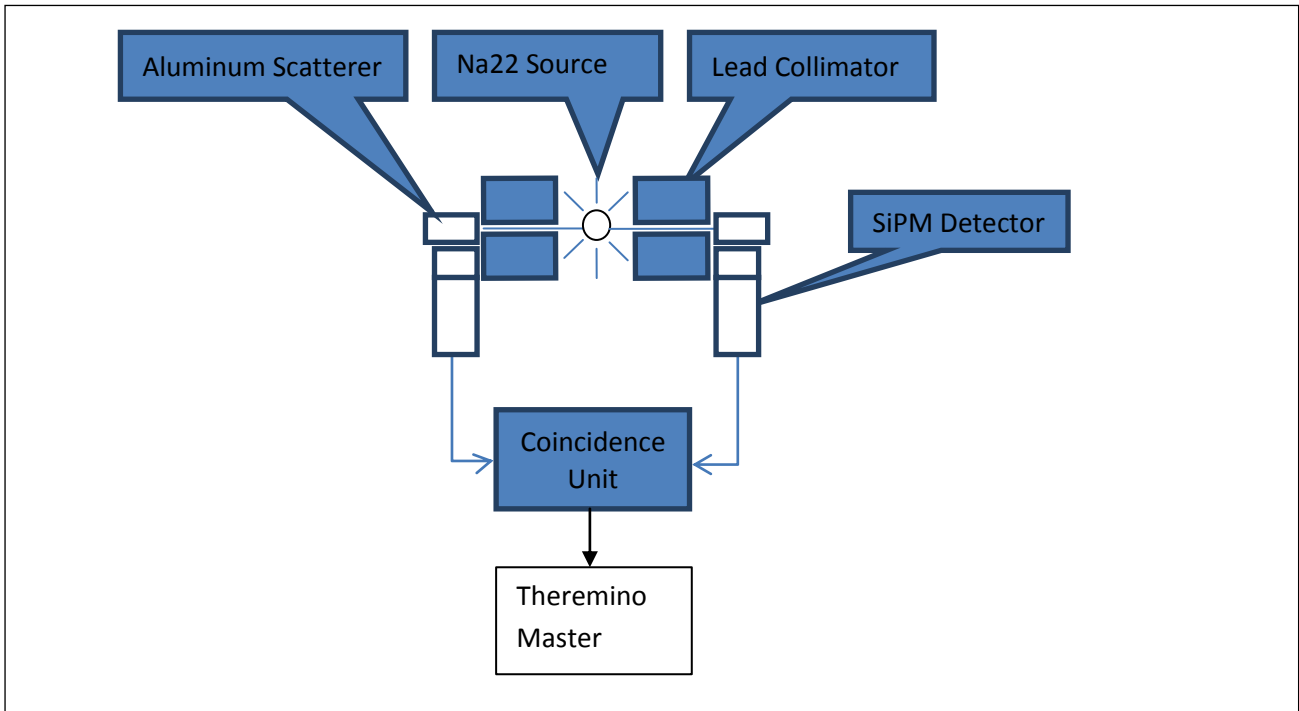 Aluminum Scatterer
Na22 Source
Lead Collimator
SiPM Detector
Coincidence
Unit
Theremino
Master